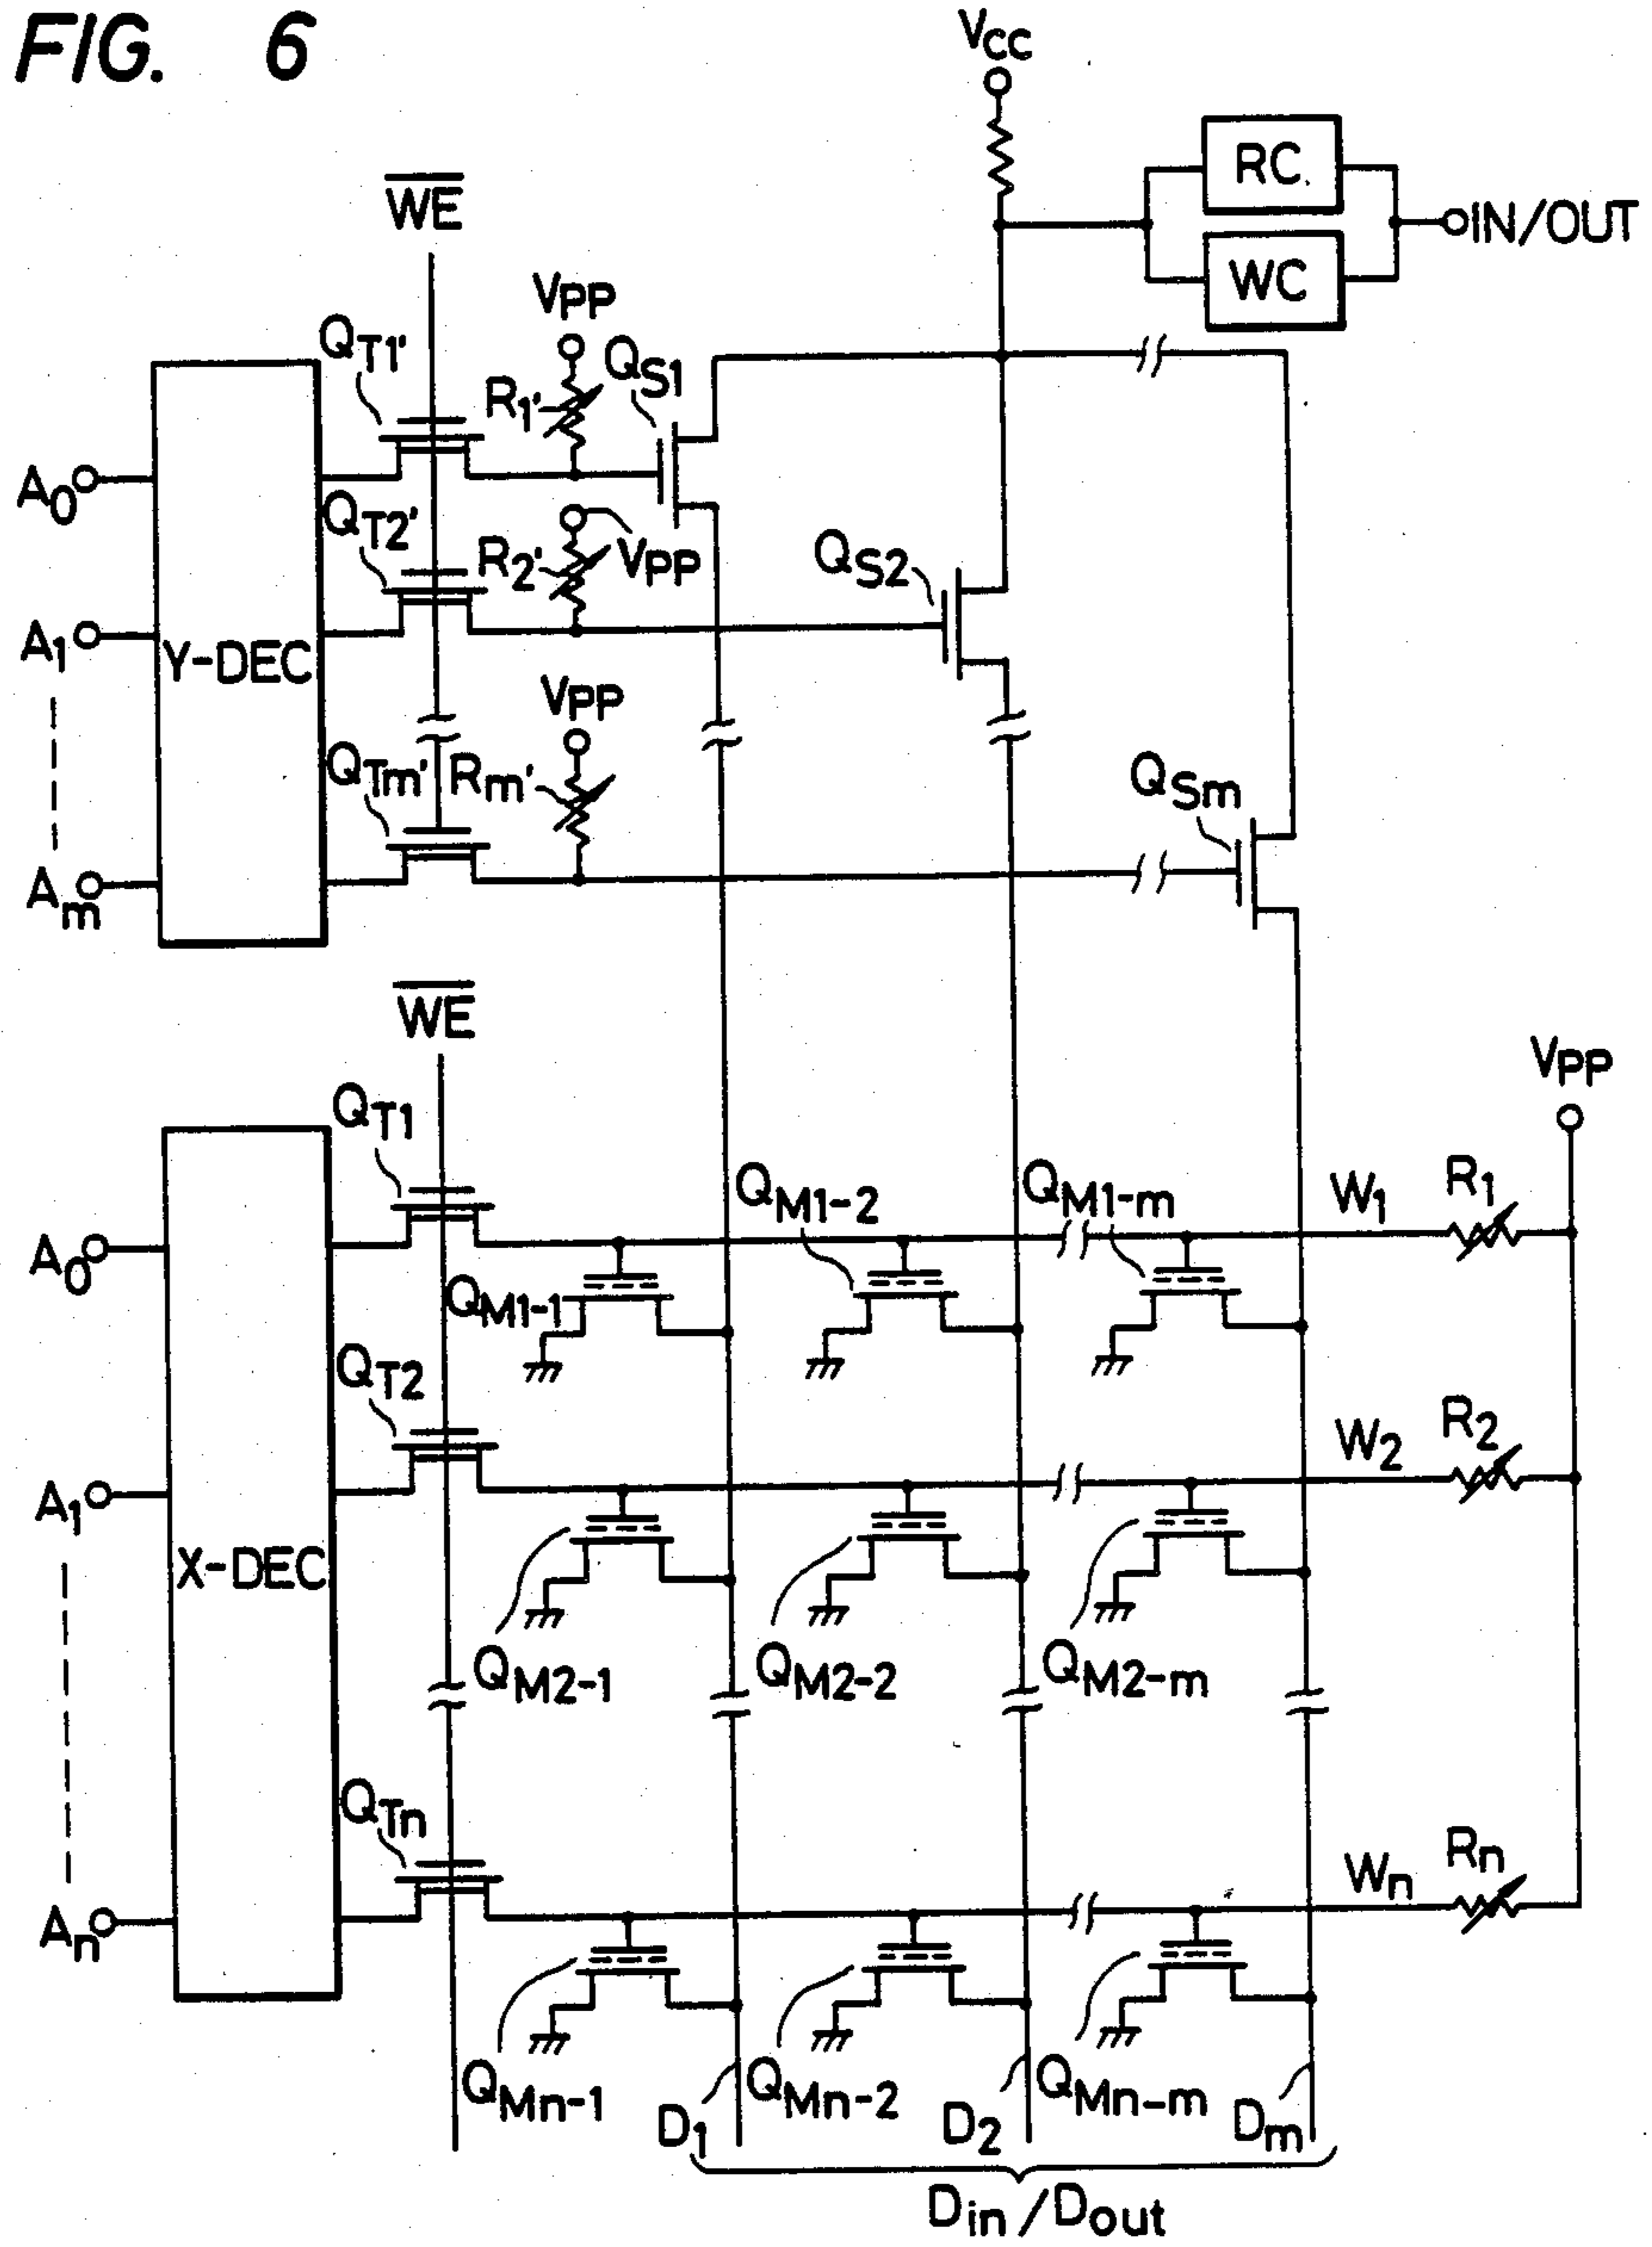 FIG. 6
VCC
RC.
WE
IN/OUT
WC
VPP
QT1'
QS1
R1'
A0
QT2'
R2'
VPP
QS2
A1
Y-DEC
VPP
QTm'
Rm'
QSm
Am
WE
VPP
QT1
QM1-2
QM1-m
W1
R1
A0
QM1-1
QT2
W2
R2
A1
X-DEC
QM2-1
QM2-2
QM2-m
QTn
Wn
Rn
An
QMn-1
D1
QMn-2
D2
QMn-m
Dm
Din/Dout